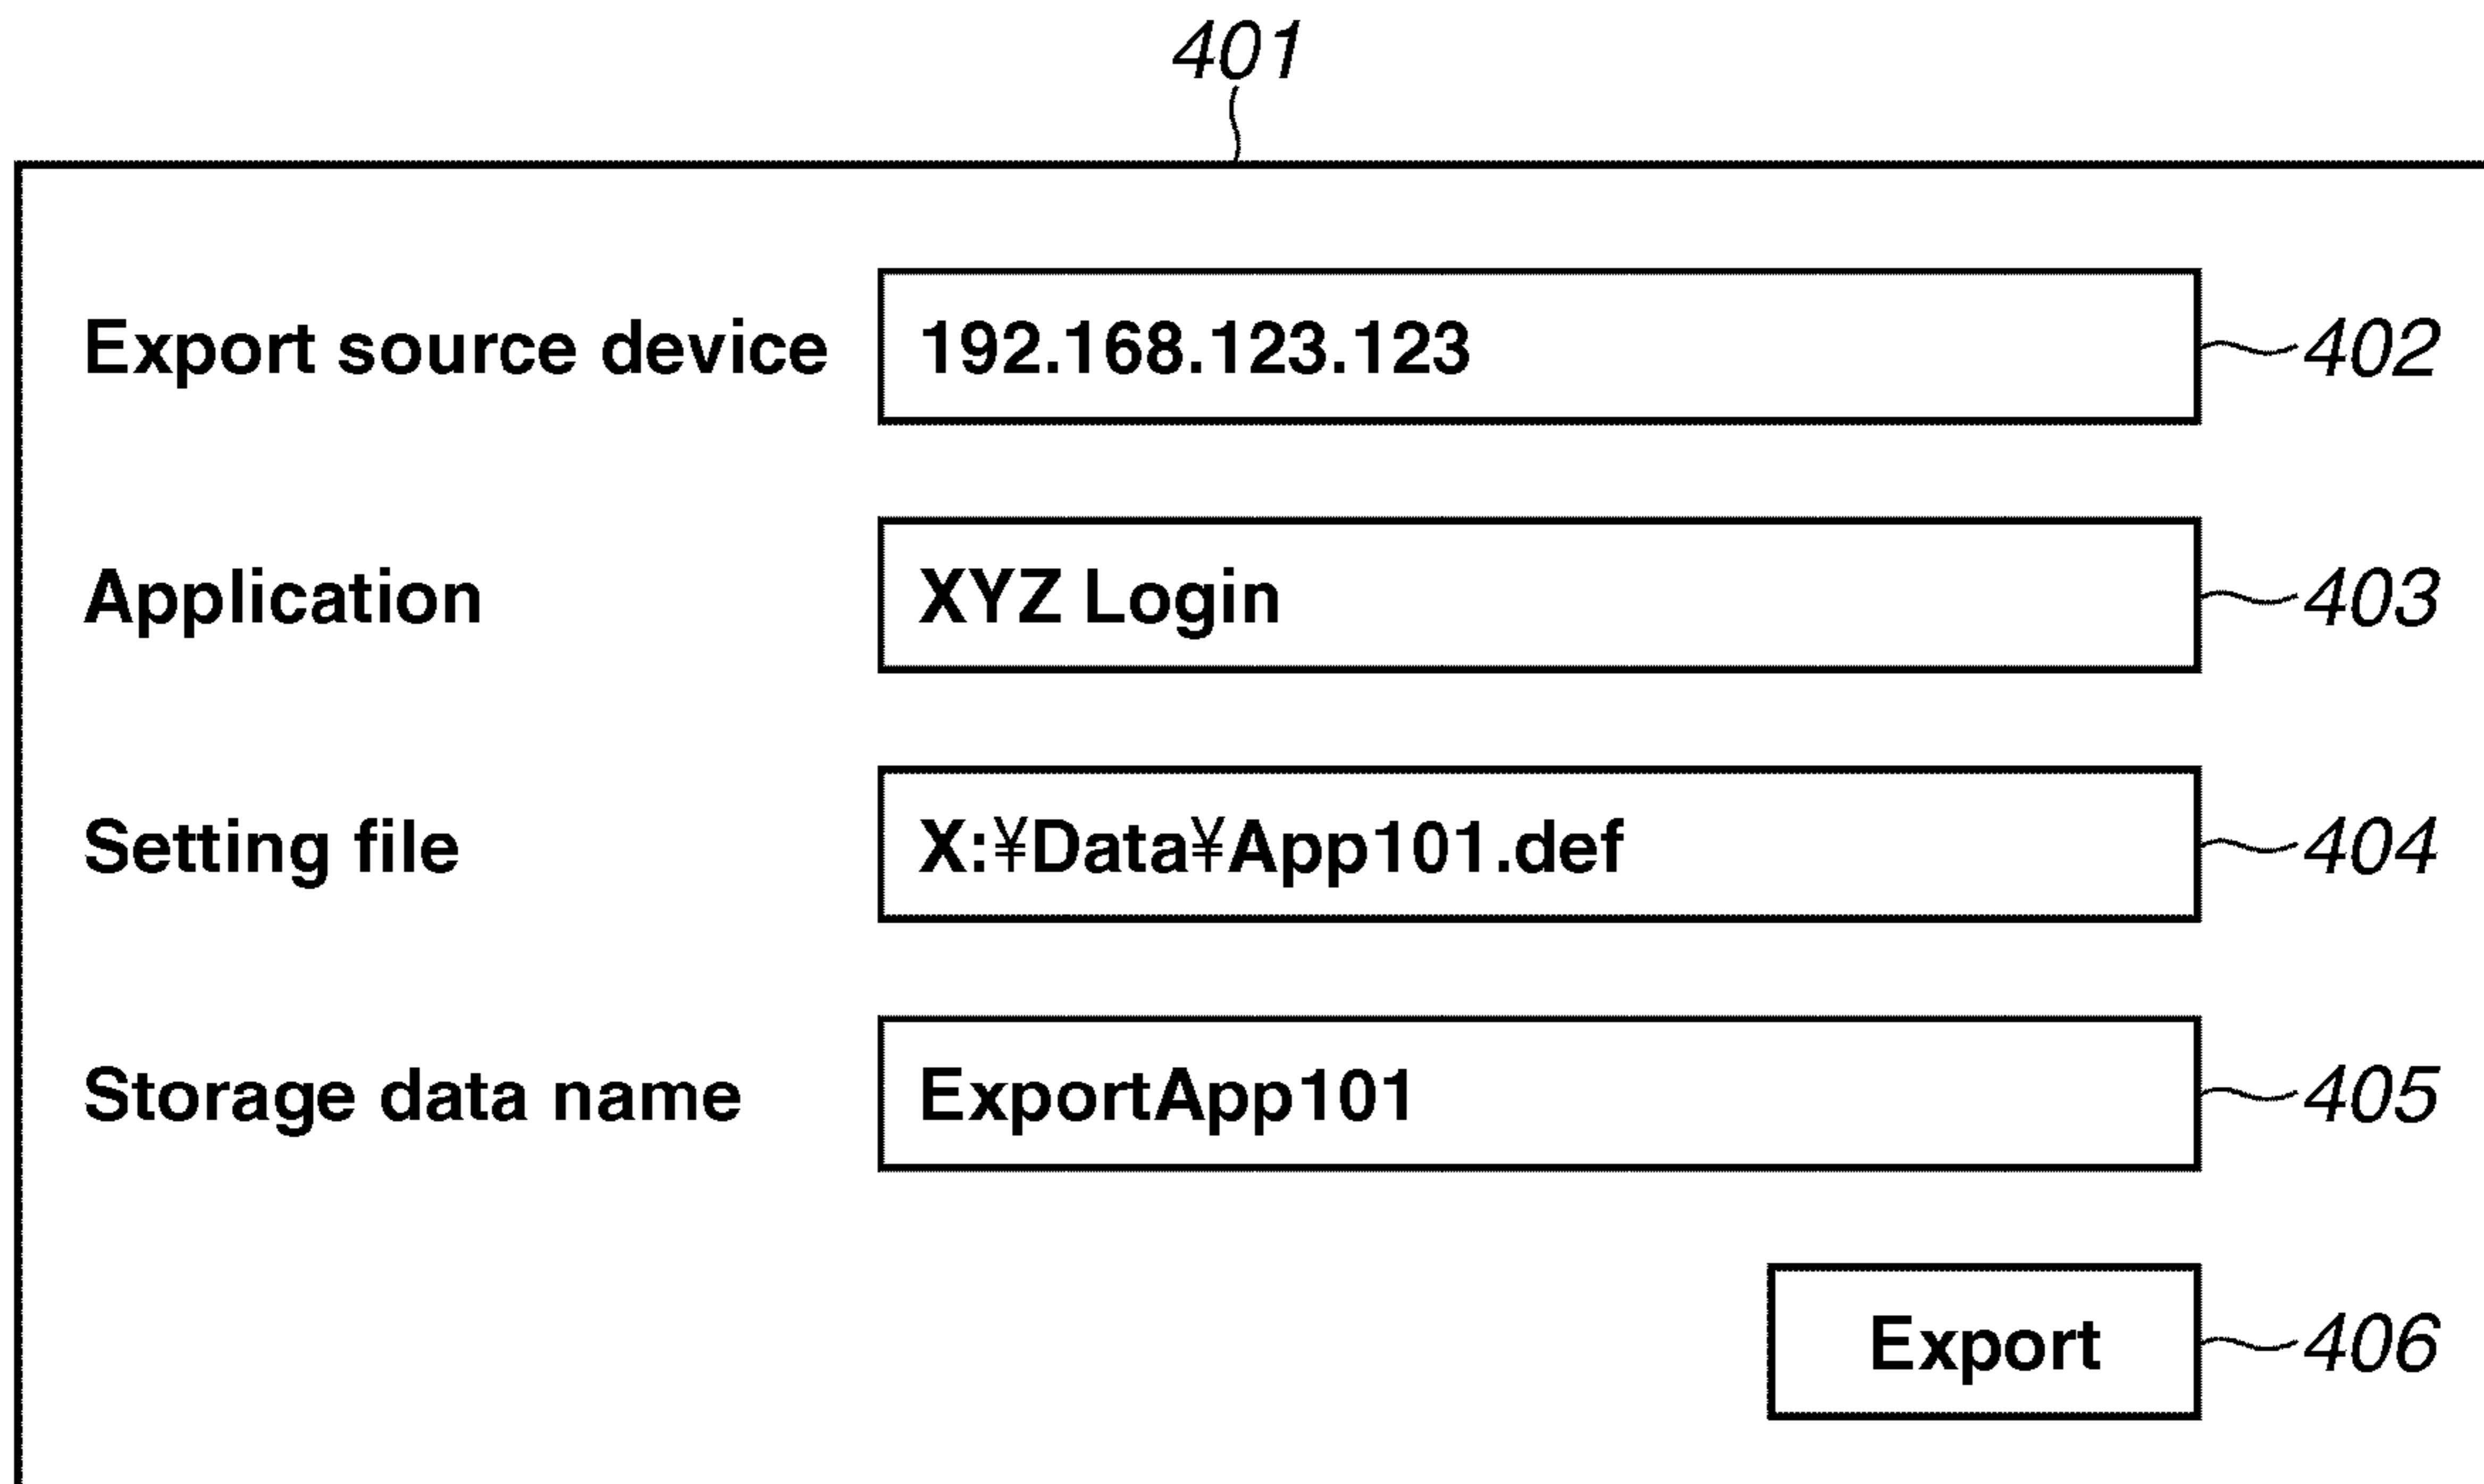 401
Export source device 192.168.123.123 402
Application XYZ Login 403
Setting file X:¥Data¥App101.def 404
Storage data name ExportApp101 405
Export 406